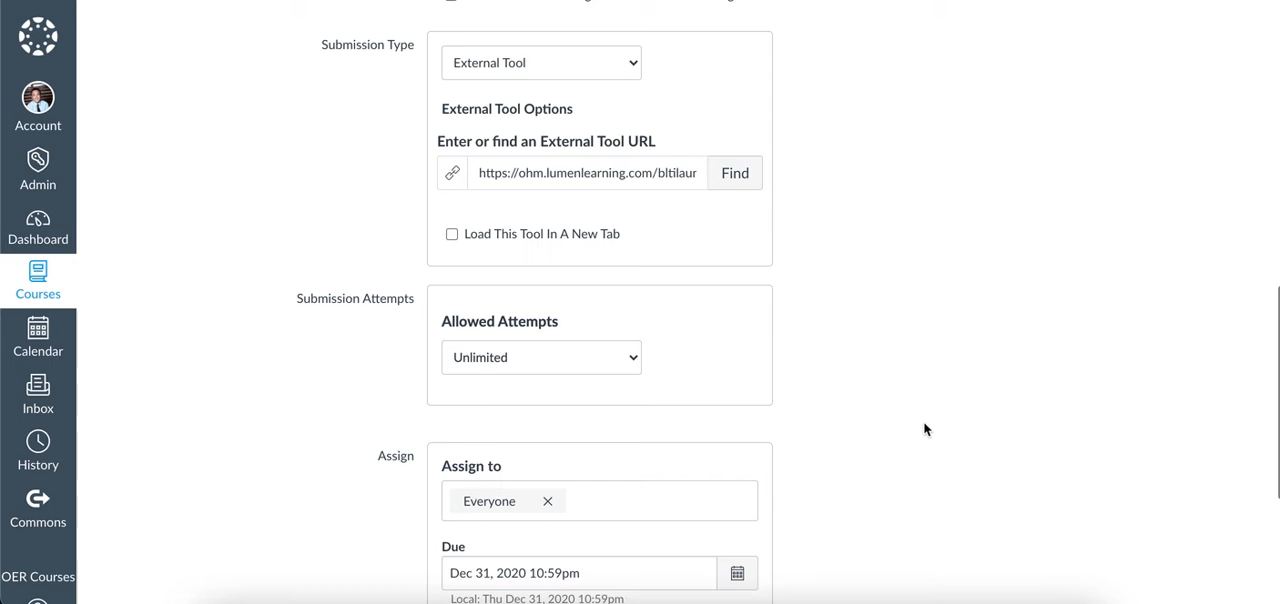 Submission Type
External Tool
External Tool Options
Enter or find an External Tool URL
https://ohm.lumenlearning.com/bltilaur
Find
Load This Tool In A New Tab
Submission Attempts
Allowed Attempts
Unlimited
Assign
Assign to
Everyone
Due
Dec 31, 2020 10:59pm
Local: Thu Dec 31, 2020 10:59pm
Account
Admin
Dashboard
Courses
Calendar
Inbox
History
Commons
OER Courses